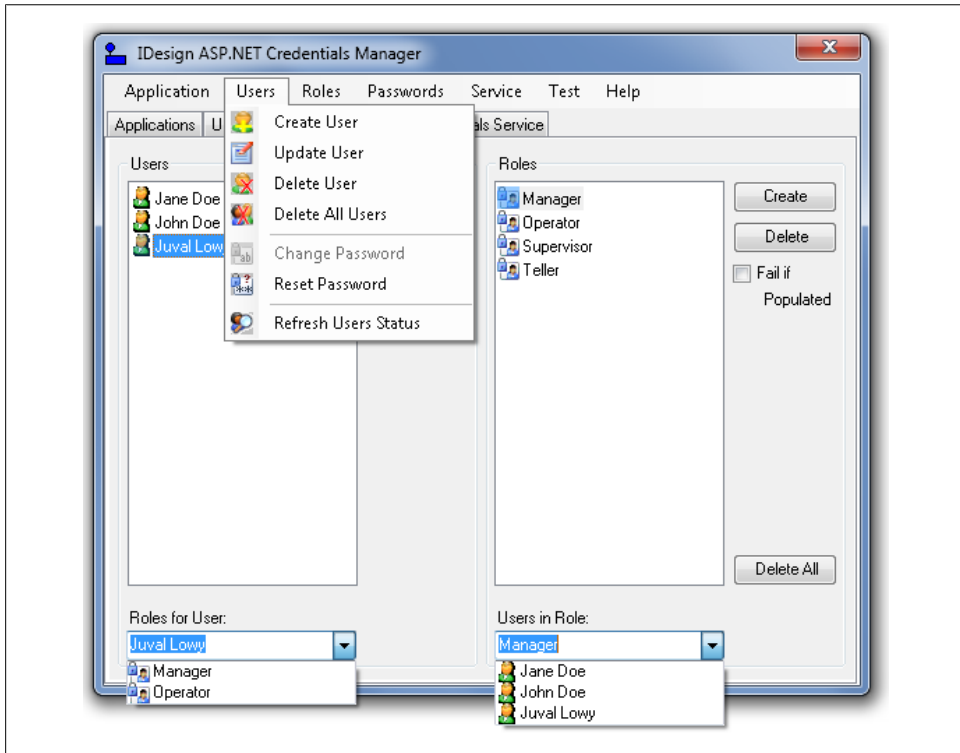 IDesign ASP.NET Credentials Manager
Application Users Roles Passwords Service Test Help
Applications U
als Service
Create User
Update User
Delete User
Delete All Users
Change Password
Reset Password
Refresh Users Status
Users
Jane Doe
John Doe
Juval Low
Roles for User:
Juval Lowy
Manager
Operator
Roles
Manager
Operator
Supervisor
Teller
Create
Delete
Fail if
Populated
Delete All
Users in Role:
Manager
Jane Doe
John Doe
Juval Lowy